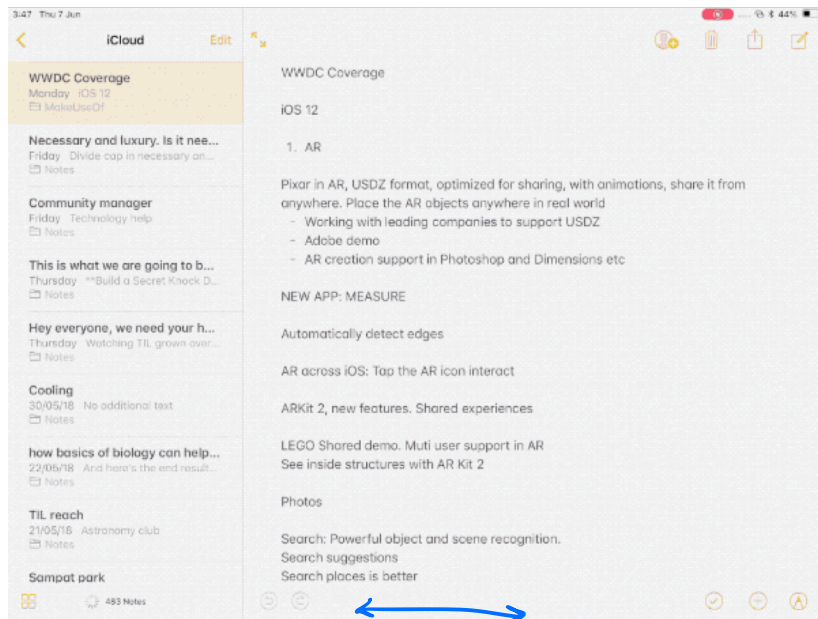 3:47 Thu 7 Jun
44%
iCloud
Edit
WWDC Coverage
Monday iOS 12
MakeUseOf
Necessary and luxury. Is it nee...
Friday Divide cap in necessary an...
Notes
Community manager
Friday Technology help
Notes
This is what we are going to b...
Thursday **Build a Secret Knock D...
Notes
Hey everyone, we need your h...
Thursday Watching TIL grown over...
Notes
Cooling
30/05/18 No additional text
Notes
how basics of biology can help...
22/05/18 And here's the end result...
Notes
TIL reach
21/05/18 Astronomy club
Notes
Sampat park
483 Notes
WWDC Coverage
iOS 12
1. AR
Pixar in AR, USDZ format, optimized for sharing, with animations, share it from
anywhere. Place the AR objects anywhere in real world
- Working with leading companies to support USDZ
- Adobe demo
- AR creation support in Photoshop and Dimensions etc
NEW APP: MEASURE
Automatically detect edges
AR across iOS: Tap the AR icon interact
ARKit 2, new features. Shared experiences
LEGO Shared demo. Muti user support in AR
See inside structures with AR Kit 2
Photos
Search: Powerful object and scene recognition.
Search suggestions
Search places is better